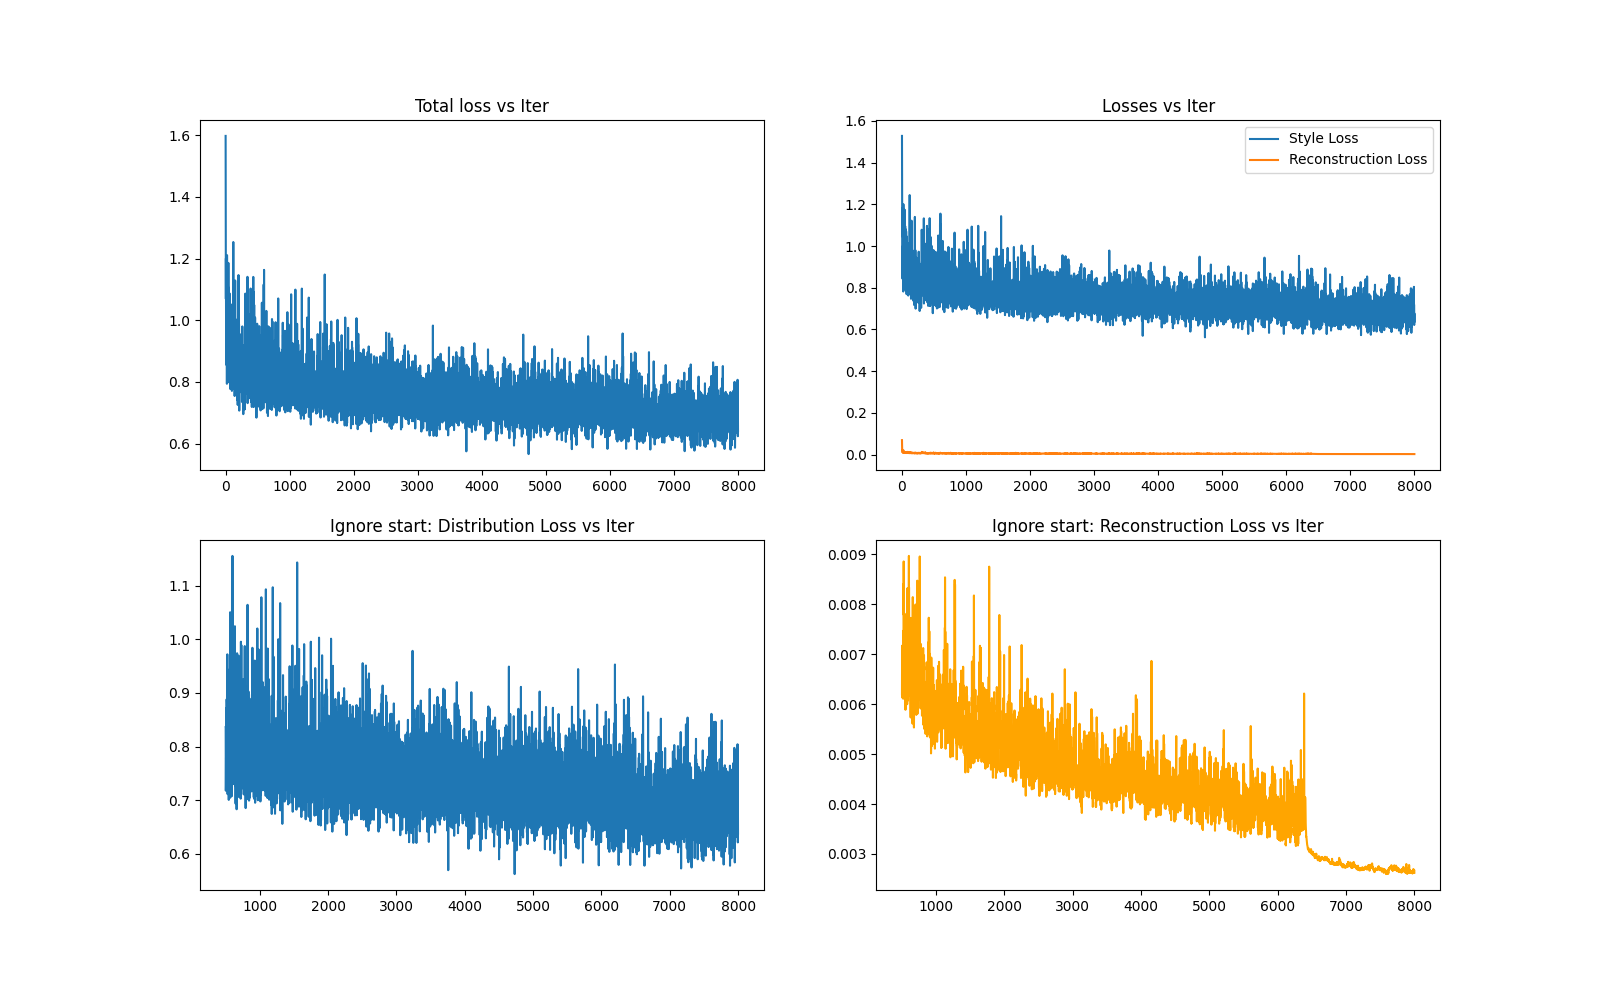 Total loss vs Iter
1.6
1.4
1.2
1.0
0.8
0.6
0 1000 2000 3000 4000 5000 6000 7000 8000
Losses vs Iter
Style Loss
Reconstruction Loss
1.6
1.4
1.2
1.0
0.8
0.6
0.4
0.2
0.0
0 1000 2000 3000 4000 5000 6000 7000 8000
Ignore start: Distribution Loss vs Iter
1.1
1.0
0.9
0.8
0.7
0.6
1000 2000 3000 4000 5000 6000 7000 8000
Ignore start: Reconstruction Loss vs Iter
0.009
0.008
0.007
0.006
0.005
0.004
0.003
1000 2000 3000 4000 5000 6000 7000 8000